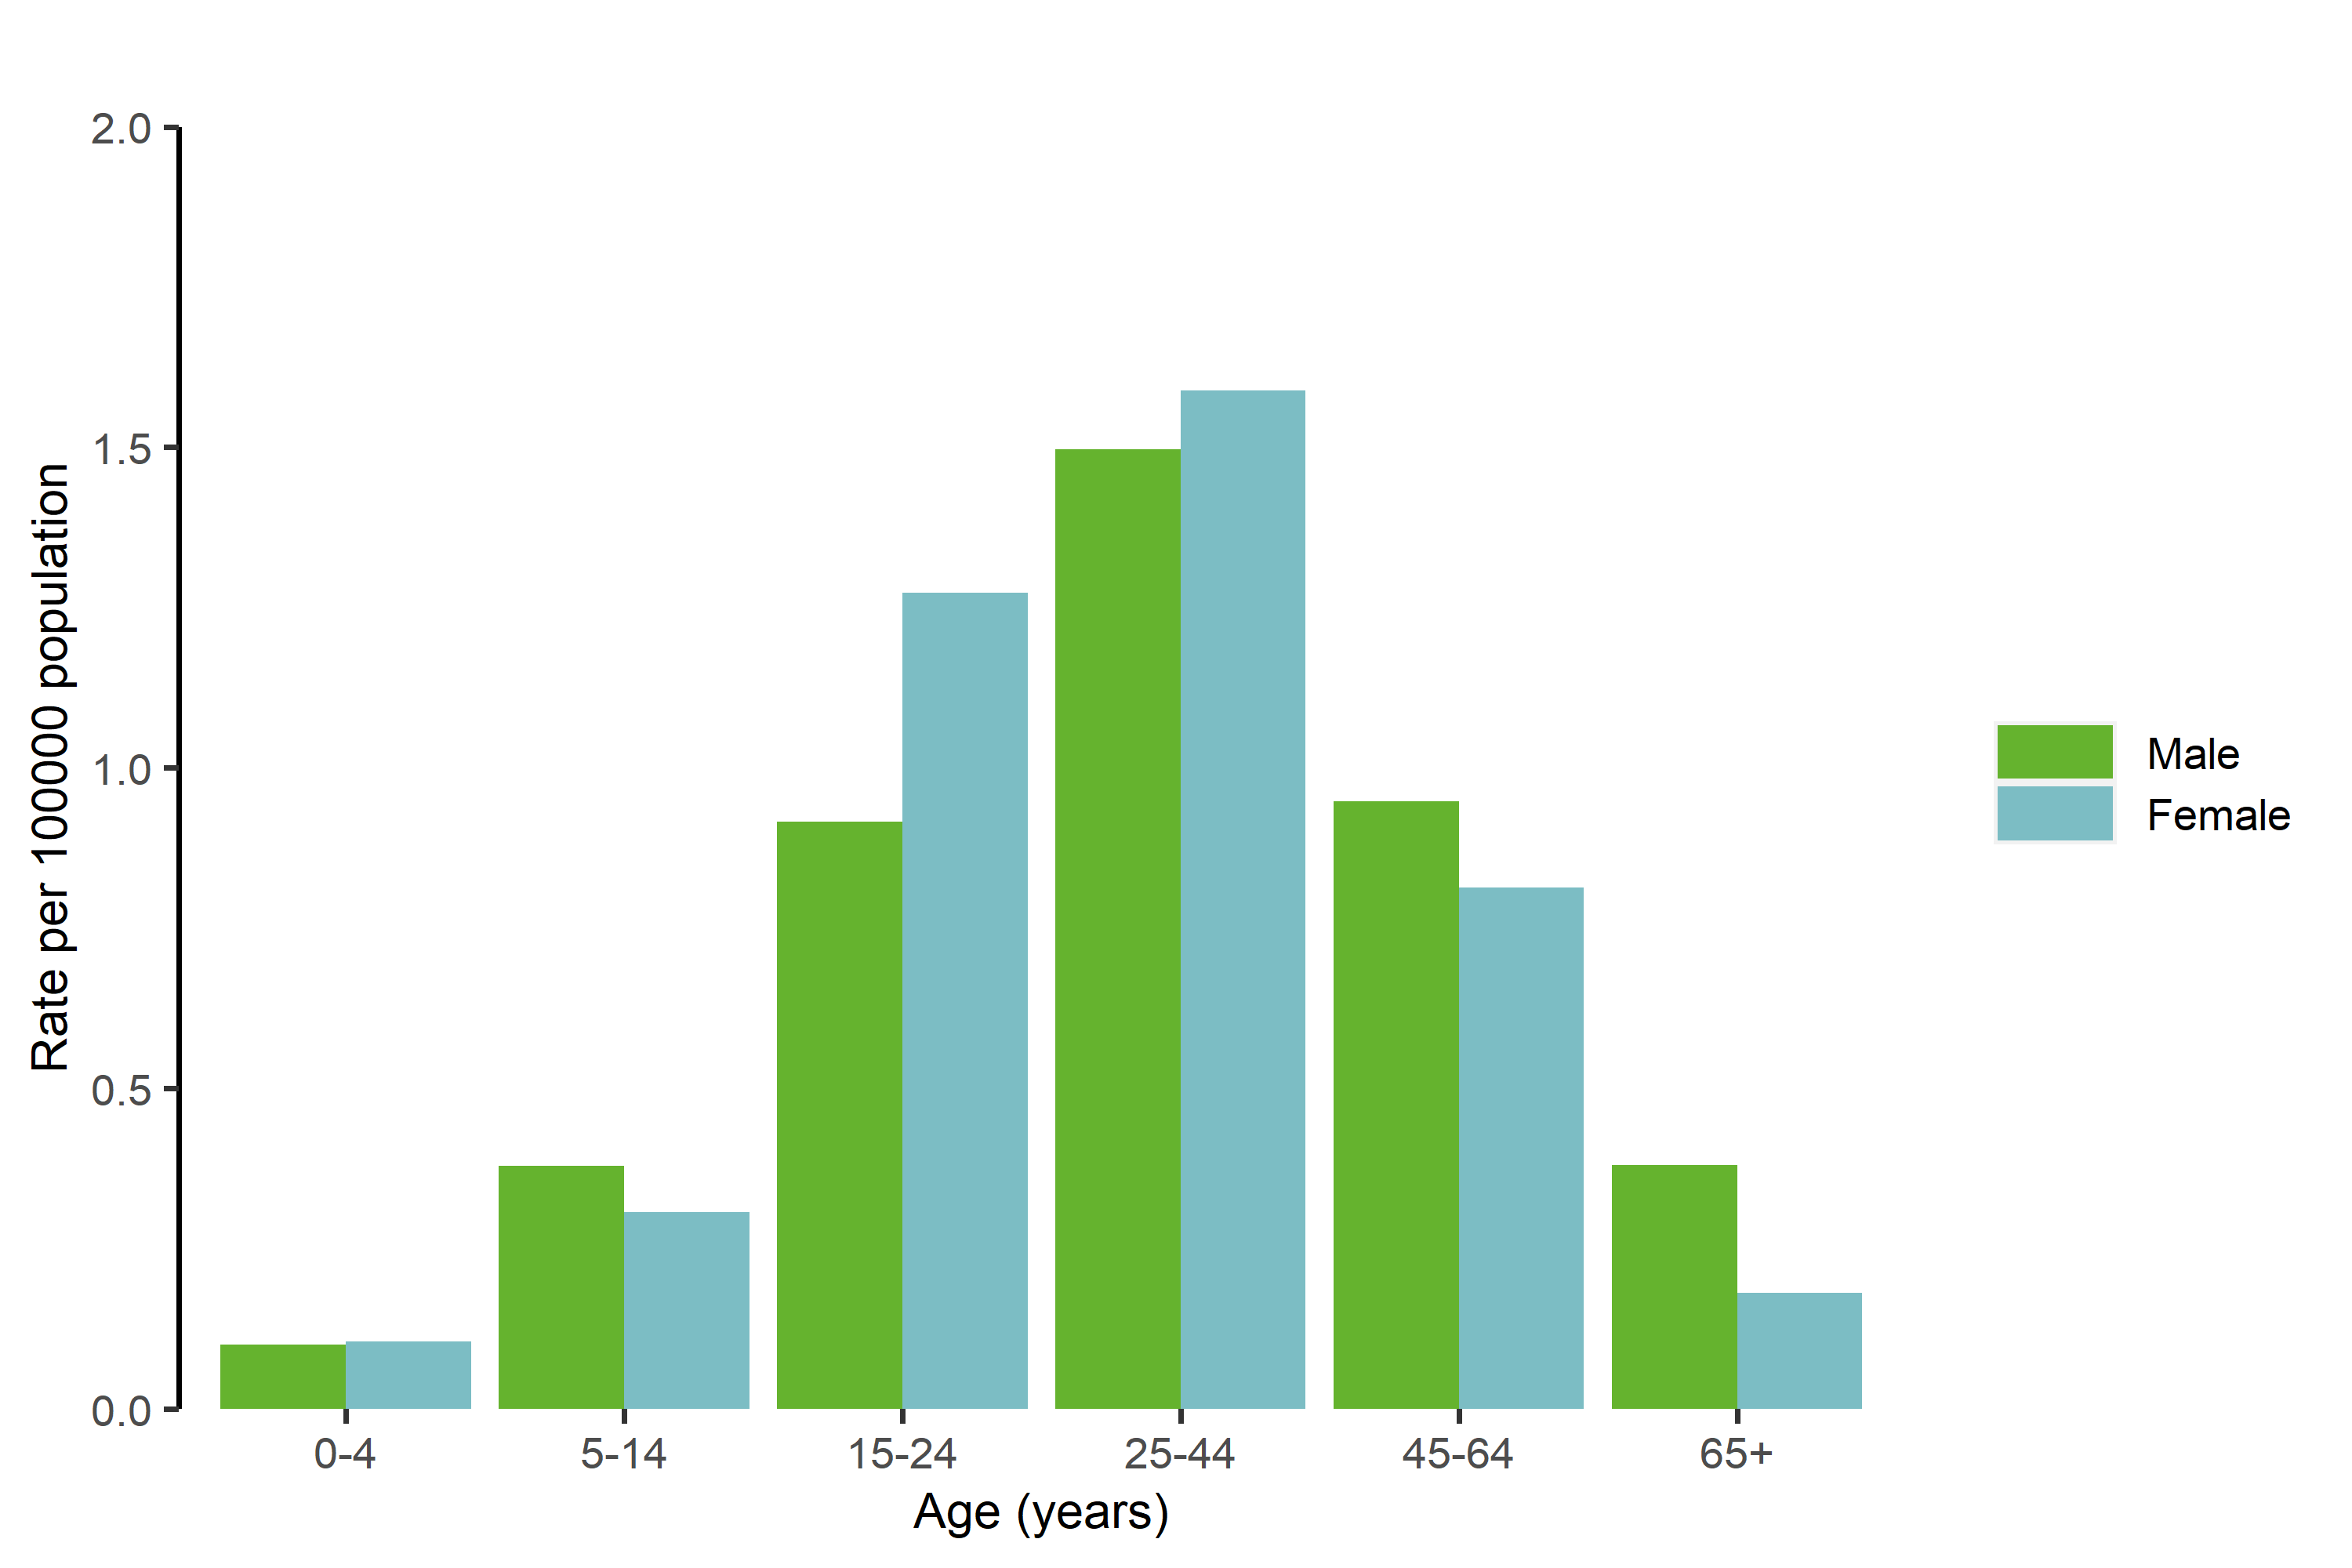 2.0
1.5
1.0
0.5
0.0
Rate per 100000 population
0-4 5-14 15-24 25-44 45-64 65+
Age (years)
Male
Female